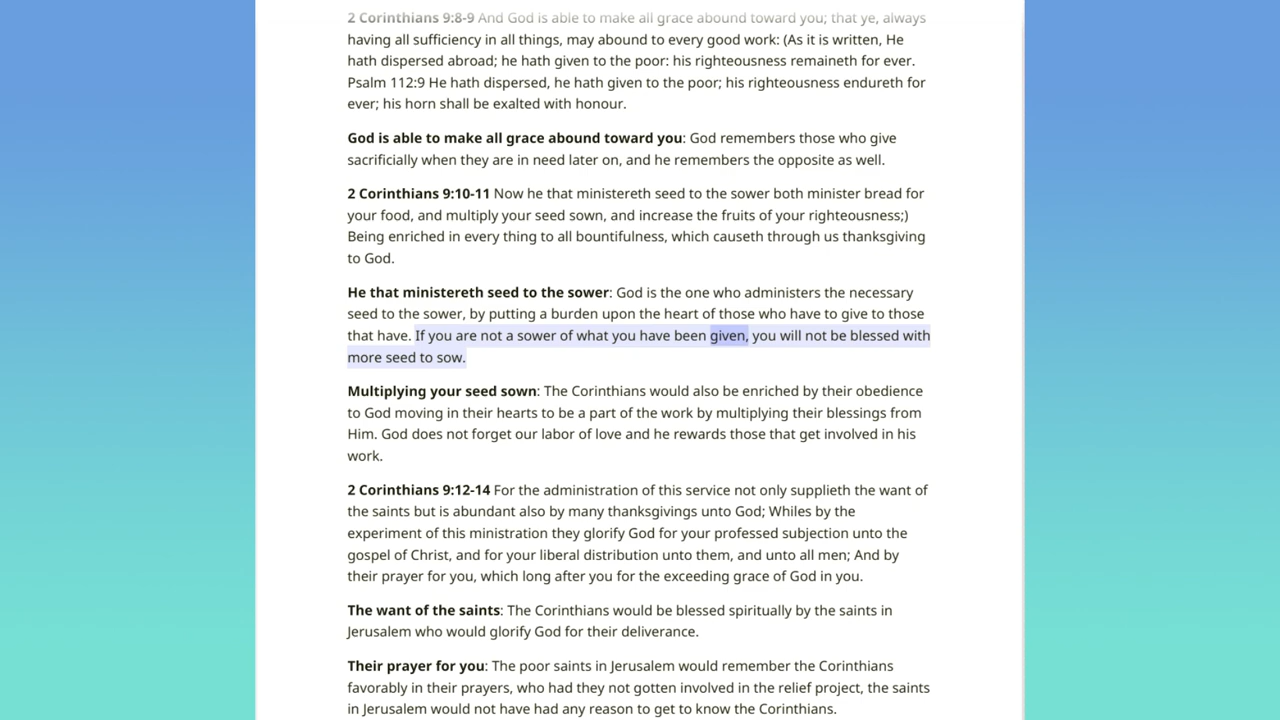 2 Corinthians 9:8-9 And God is able to make all grace abound toward you; that ye, always
having all sufficiency in all things, may abound to every good work: (As it is written, He
hath dispersed abroad; he hath given to the poor: his righteousness remaineth for ever.
Psalm 112:9 He hath dispersed, he hath given to the poor; his righteousness endureth for
ever; his horn shall be exalted with honour.
God is able to make all grace abound toward you: God remembers those who give
sacrificially when they are in need later on, and he remembers the opposite as well.
2 Corinthians 9:10-11 Now he that ministereth seed to the sower both minister bread for
your food, and multiply your seed sown, and increase the fruits of your righteousness;)
Being enriched in every thing to all bountifulness, which causeth through us thanksgiving
to God.
He that ministereth seed to the sower: God is the one who administers the necessary
seed to the sower, by putting a burden upon the heart of those who have to give to those
that have. If you are not a sower of what you have been given, you will not be blessed with
more seed to sow.
Multiplying your seed sown: The Corinthians would also be enriched by their obedience
to God moving in their hearts to be a part of the work by multiplying their blessings from
Him. God does not forget our labor of love and he rewards those that get involved in his
work.
2 Corinthians 9:12-14 For the administration of this service not only supplieth the want of
the saints but is abundant also by many thanksgivings unto God; Whiles by the
experiment of this ministration they glorify God for your professed subjection unto the
gospel of Christ, and for your liberal distribution unto them, and unto all men; And by
their prayer for you, which long after you for the exceeding grace of God in you.
The want of the saints: The Corinthians would be blessed spiritually by the saints in
Jerusalem who would glorify God for their deliverance.
Their prayer for you: The poor saints in Jerusalem would remember the Corinthians
favorably in their prayers, who had they not gotten involved in the relief project, the saints
in Jerusalem would not have had any reason to get to know the Corinthians.